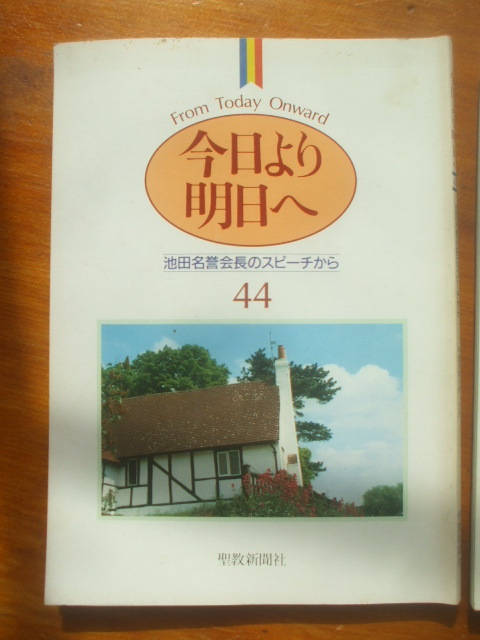 From Today Onward
今日より
明日へ
池田名誉会長のスピーチから
44
聖教新聞社